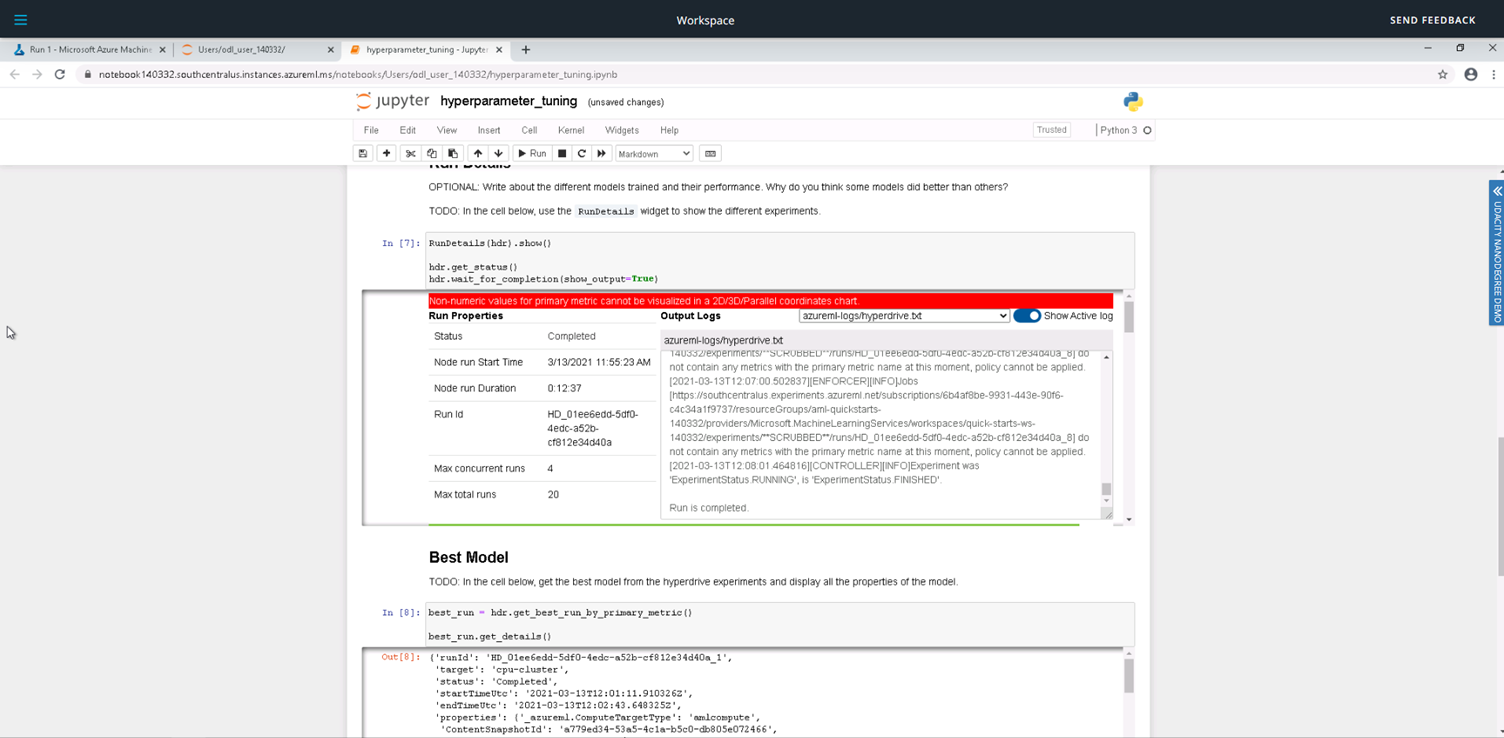 Workspace
SEND FEEDBACK
Run 1 - Microsoft Azure Machine
Users/odl_user_140332/
hyperparameter_tuning - Jupyter
notebook140332.southcentralus.instances.azureml.ms/notebooks/Users/odl_user_140332/hyperparameter_tuning.ipynb
jupyter hyperparameter_tuning (unsaved changes)
File Edit View Insert Cell Kernel Widgets Help
Trusted
Python 3
Run
Markdown
Run Details
OPTIONAL: Write about the different models trained and their performance. Why do you think some models did better than others?
TODO: In the cell below, use the RunDetails widget to show the different experiments.
In [7]: RunDetails(hdr).show()
hdr.get_status()
hdr.wait_for_completion(show_output=True)
Non-numeric values for primary metric cannot be visualized in a 2D/3D/Parallel coordinates chart.
Run Properties
Status Completed
Node run Start Time 3/13/2021 11:55:23 AM
Node run Duration 0:12:37
Run Id HD_01ee6edd-5df0-
4edc-a52b-
cf812e34d40a
Max concurrent runs 4
Max total runs 20
Output Logs
azureml-logs/hyperdrive.txt
Show Active log
azureml-logs/hyperdrive.txt
140332/experiments/**SCRUBBED**/runs/HD_01ee6edd-5df0-4edc-a52b-cf812e34d40a_8] do
not contain any metrics with the primary metric name at this moment, policy cannot be applied.
[2021-03-13T12:07:00.502837][ENFORCER][INFO]Jobs
[https://southcentralus.experiments.azureml.net/subscriptions/6b4af8be-9931-443e-90f6-
c4c34a1f9737/resourceGroups/aml-quickstarts-
140332/providers/Microsoft.MachineLearningServices/workspaces/quick-starts-ws-
140332/experiments/**SCRUBBED**/runs/HD_01ee6edd-5df0-4edc-a52b-cf812e34d40a_8] do
not contain any metrics with the primary metric name at this moment, policy cannot be applied.
[2021-03-13T12:08:01.464816][CONTROLLER][INFO]Experiment was
'ExperimentStatus.RUNNING', is 'ExperimentStatus.FINISHED'.
Run is completed.
Best Model
TODO: In the cell below, get the best model from the hyperdrive experiments and display all the properties of the model.
In [8]: best_run = hdr.get_best_run_by_primary_metric()
best_run.get_details()
Out[8]: {'runId': 'HD_01ee6edd-5df0-4edc-a52b-cf812e34d40a_1',
'target': 'cpu-cluster',
'status': 'Completed',
'startTimeUtc': '2021-03-13T12:01:11.910326Z',
'endTimeUtc': '2021-03-13T12:02:43.648325Z',
'properties': {'_azureml.ComputeTargetType': 'amlcompute',
'ContentSnapshotId': 'a779ed34-53a5-4c1a-b5c0-db805e072466',
UDACITY NANODEGREE DEMO